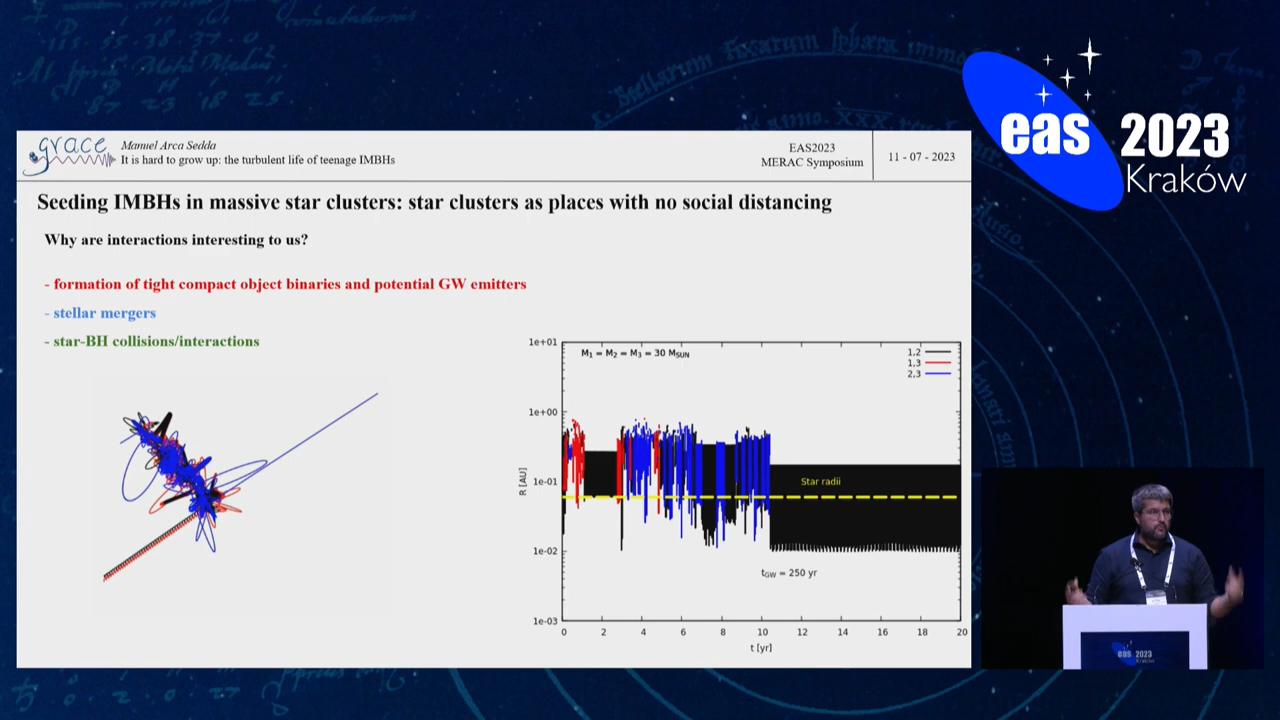 grace
Manuel Arca Sedda
It is hard to grow up: the turbulent life of teenage IMBHs
EAS2023
MERAC Symposium
11 - 07 - 2023
Seeding IMBHs in massive star clusters: star clusters as places with no social distancing
Why are interactions interesting to us?
- formation of tight compact object binaries and potential GW emitters
- stellar mergers
- star-BH collisions/interactions
M1 = M2 = M3 = 30 MSUN
1,2
1,3
2,3
1e+01
1e+00
1e-01
1e-02
1e-03
R [AU]
Star radii
tGW = 250 yr
0 2 4 6 8 10 12 14 16 18 20
t [yr]
eas 2023
Kraków
eas 2023
Kraków